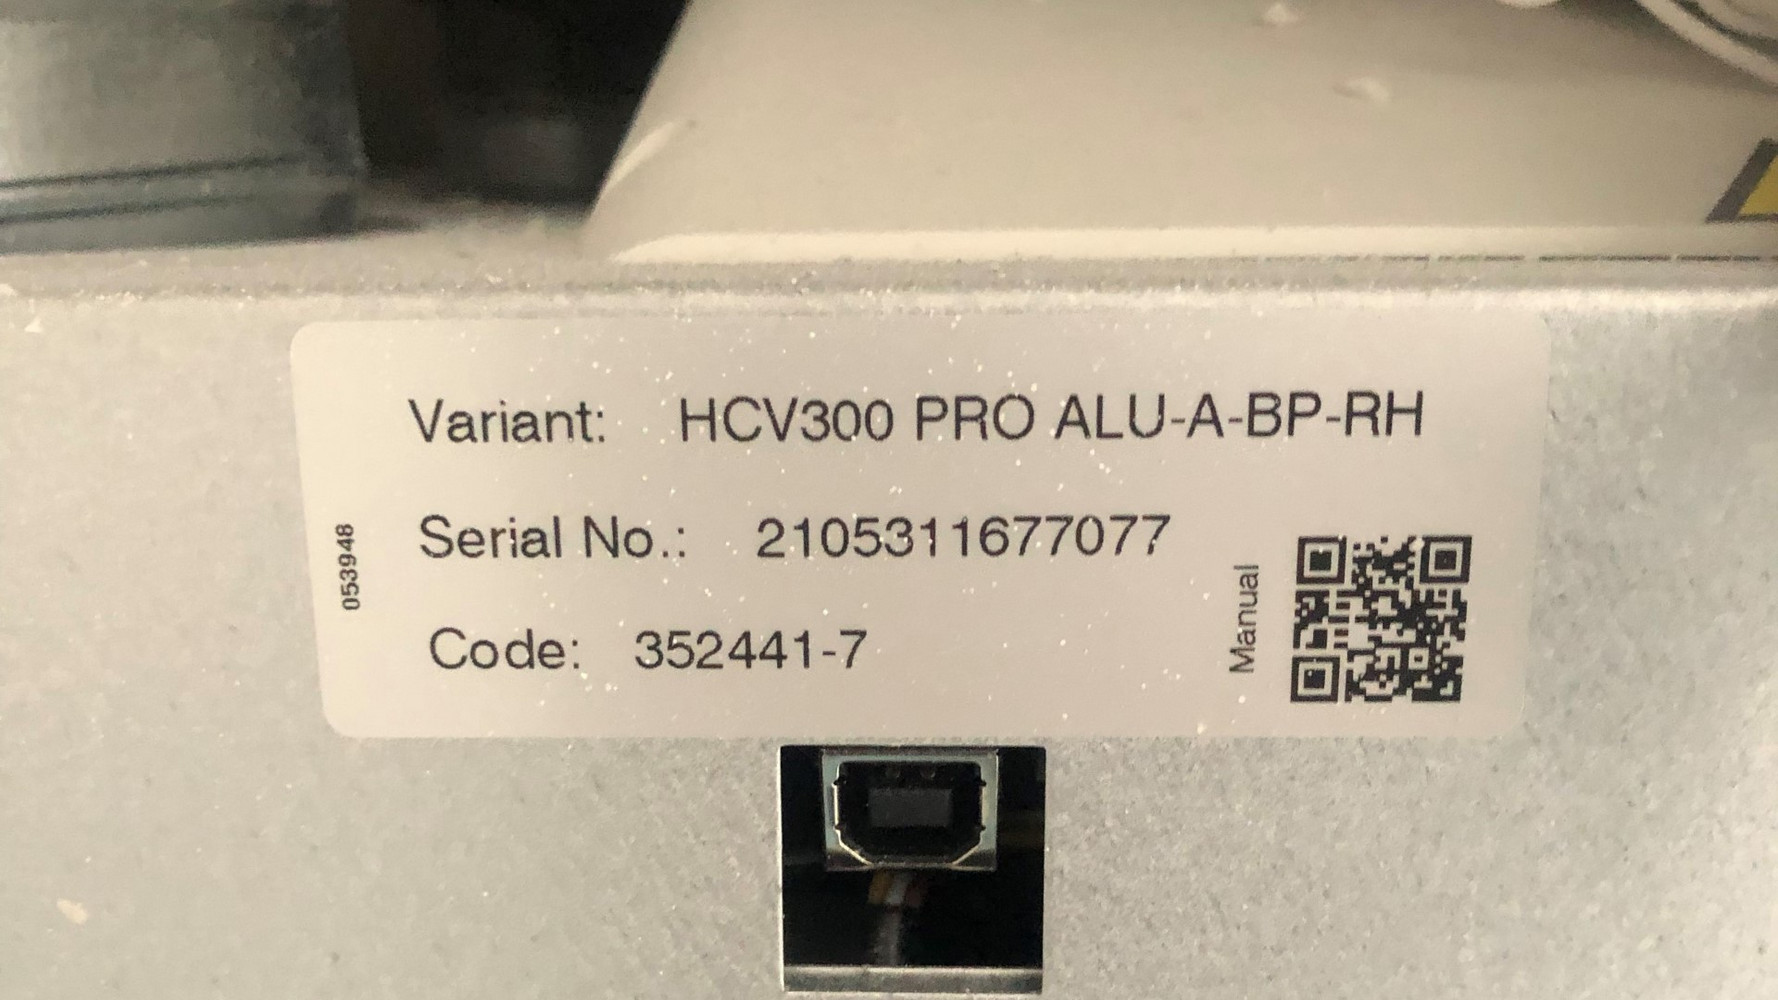 Variant: HCV300 PRO ALU-A-BP-RH
Serial No.: 2105311677077
Code: 352441-7
053948
Manual